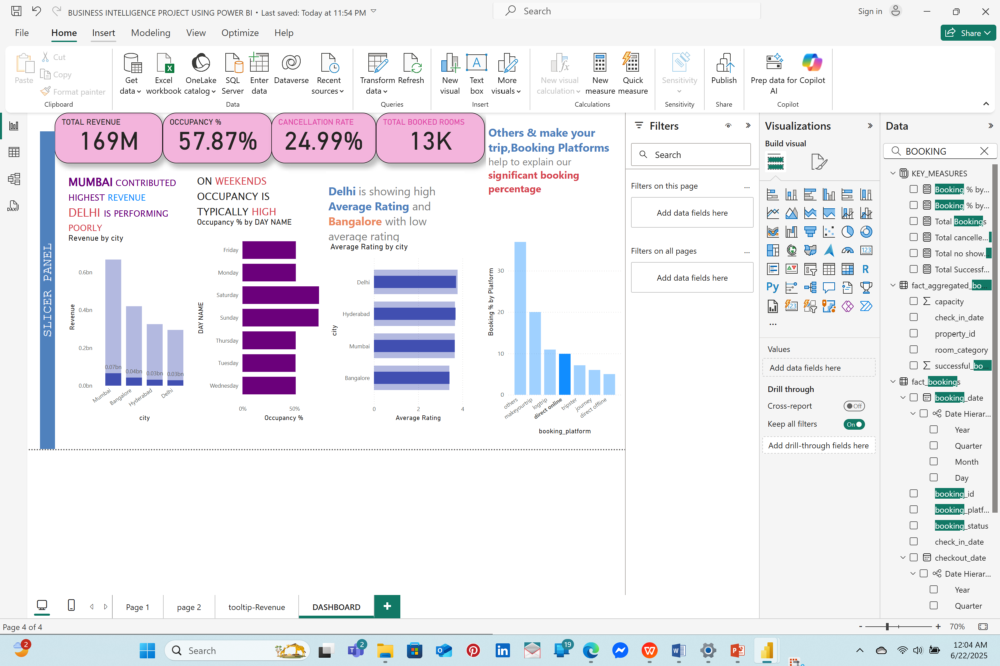 BUSINESS INTELLIGENCE PROJECT USING POWER BI • Last saved: Today at 11:54 PM
Search
Sign in
File
Home
Insert
Modeling
View
Optimize
Help
Share
Paste
Cut
Copy
Format painter
Clipboard
Get data
Excel workbook
OneLake catalog
SQL Server
Enter data
Dataverse
Recent sources
Data
Transform data
Refresh
Queries
New visual
Text box
More visuals
Insert
New visual calculation
New measure
Quick measure
Calculations
Sensitivity
Sensitivity
Publish
Share
Prep data for AI
Copilot
Copilot
SLICER PANEL
TOTAL REVENUE
169M
OCCUPANCY %
57.87%
CANCELLATION RATE
24.99%
TOTAL BOOKED ROOMS
13K
MUMBAI CONTRIBUTED
HIGHEST REVENUE
DELHI IS PERFORMING
POORLY
Revenue by city
Revenue
0.6bn
0.4bn
0.2bn
0.0bn
0.07bn
0.04bn
0.03bn
0.03bn
Mumbai
Bangalore
Hyderabad
Delhi
city
ON WEEKENDS
OCCUPANCY IS
TYPICALLY HIGH
Occupancy % by DAY NAME
DAY NAME
Friday
Monday
Saturday
Sunday
Thursday
Tuesday
Wednesday
0%
50%
Occupancy %
Delhi is showing high
Average Rating and
Bangalore with low
average rating
Average Rating by city
city
Delhi
Hyderabad
Mumbai
Bangalore
0
2
4
Average Rating
Others & make your
trip,Booking Platforms
help to explain our
significant booking
percentage
Booking % by Platform
30
20
10
0
others
makeyourtrip
logtrip
direct online
tripster
journey
direct offline
booking_platform
Filters
Search
Filters on this page
...
Add data fields here
Filters on all pages
...
Add data fields here
Visualizations
Build visual
123
R
Py
123
...
Values
Add data fields here
Drill through
Cross-report
Off
Keep all filters
On
Add drill-through fields here
Data
BOOKING
KEY_MEASURES
Booking % by...
Booking % by...
Total Bookings
Total cancelle...
Total no show...
Total Successf...
fact_aggregated_bo...
capacity
check_in_date
property_id
room_category
successful_bo...
fact_bookings
booking_date
Date Hierar...
Year
Quarter
Month
Day
booking_id
booking_platf...
booking_status
check_in_date
checkout_date
Date Hierar...
Year
Quarter
DAX
Page 1
page 2
tooltip-Revenue
DASHBOARD
+
Page 4 of 4
- + 70%
2
Search
2
19
12:04 AM
6/22/2025